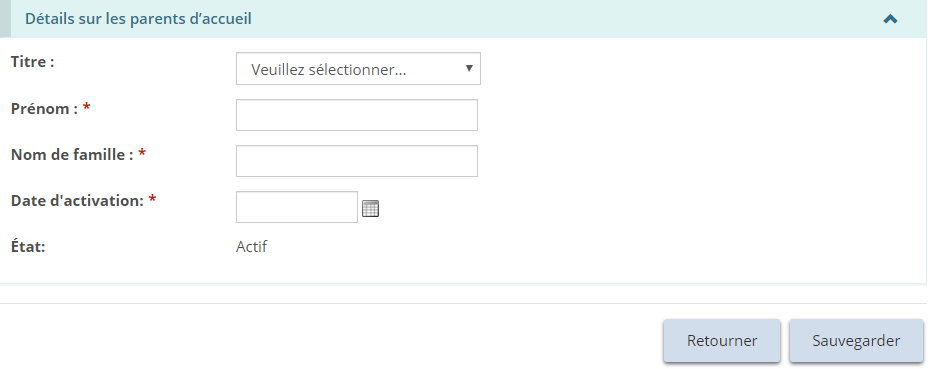 Détails sur les parents d’accueil
Titre :
Veuillez sélectionner...
Prénom : *
Nom de famille : *
Date d'activation: *
État:
Actif
Retourner
Sauvegarder